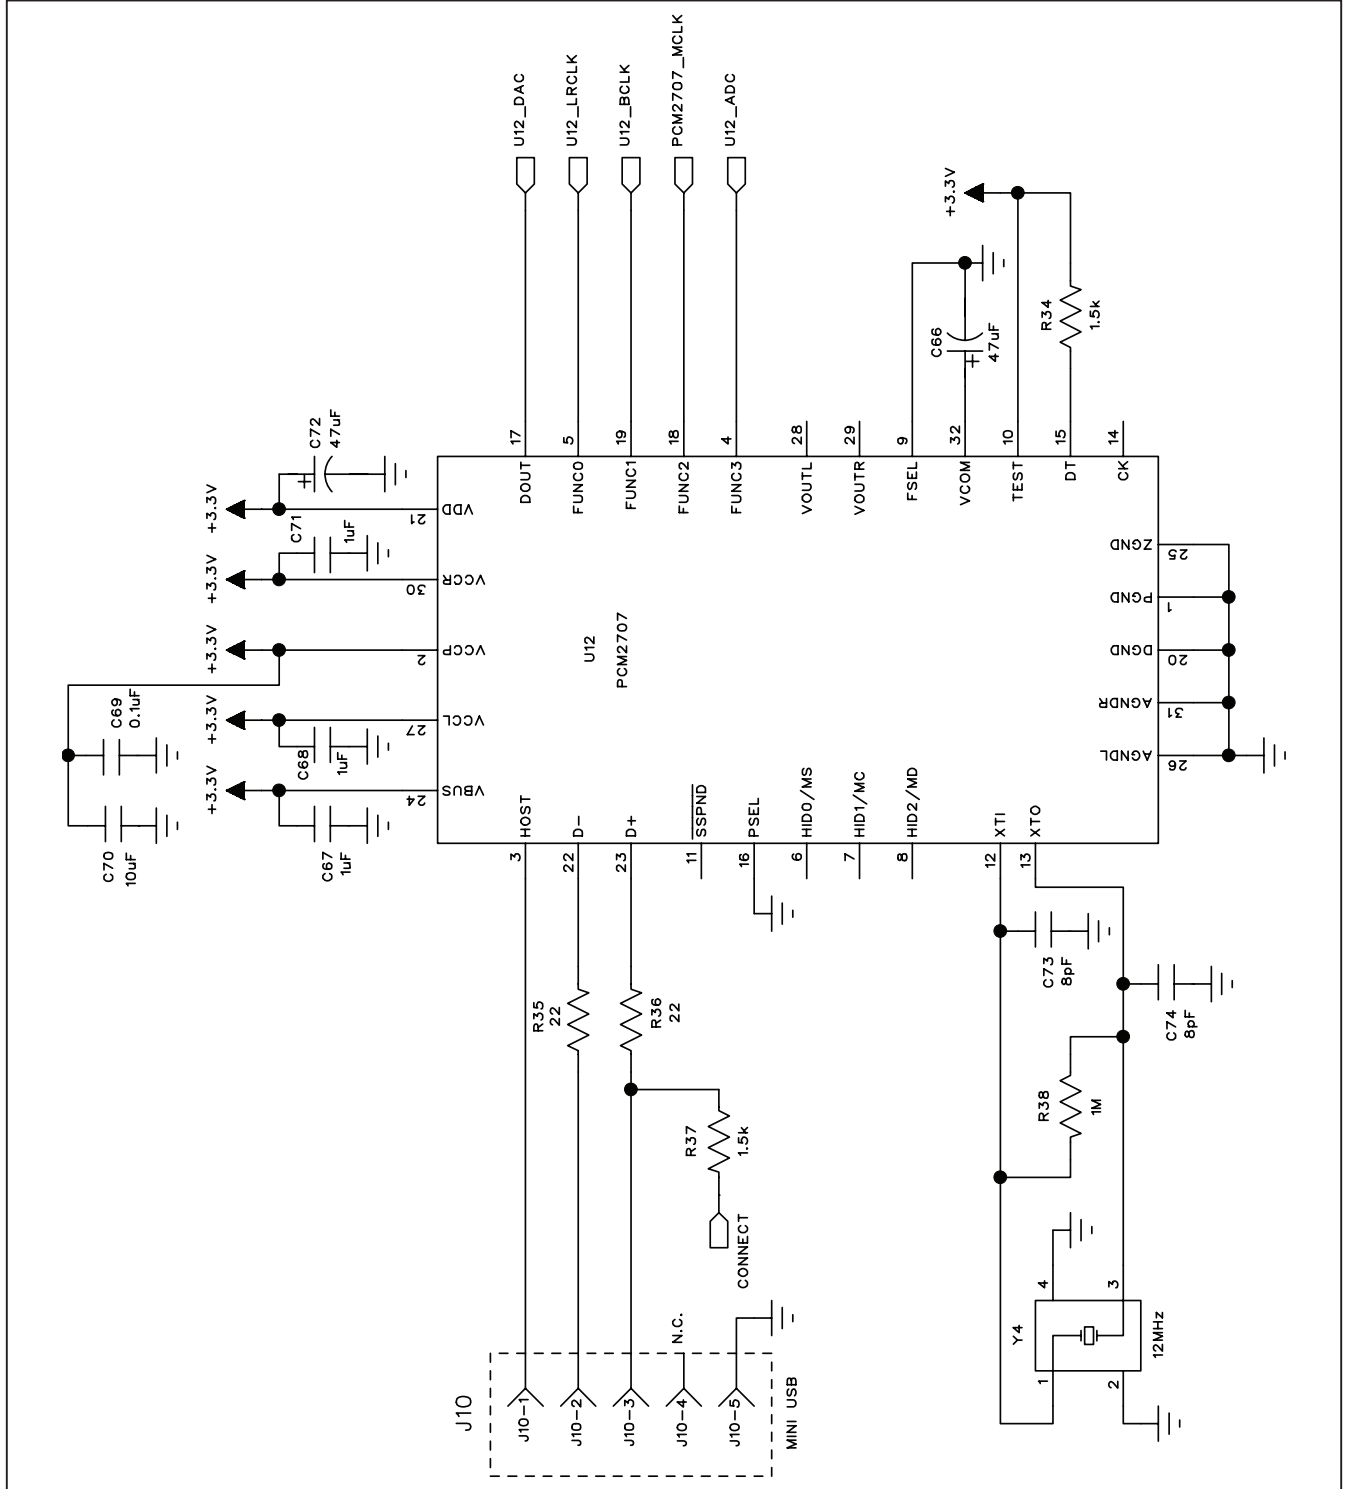 U12_DAC
U12_LRCLK
U12_BCLK
PCM2707_MCLK
U12_ADC
+3.3V
R34
1.5k
C66
47uF
+
C72
47uF
+
+3.3V
C71
1uF
+3.3V
+3.3V
C69
0.1uF
+3.3V
C68
1uF
+3.3V
C70
10uF
C67
1uF
17
5
19
18
4
28
29
9
32
10
15
14
DOUT
FUNC0
FUNC1
FUNC2
FUNC3
VOUTL
VOUTR
FSEL
VCOM
TEST
DT
CK
21
VDD
30
VCCR
2
VCCP
27
VCCL
24
VBUS
U12
PCM2707
ZGND
25
PGND
1
DGND
20
AGNDR
31
AGNDL
26
HOST
D-
D+
SSPND
PSEL
HID0/MS
HID1/MC
HID2/MD
XTI
XTO
3
22
23
11
16
6
7
8
12
13
R35
22
R36
22
C73
8pF
C74
8pF
R37
1.5k
R38
1M
CONNECT
N.C.
J10
J10-1
J10-2
J10-3
J10-4
J10-5
MINI USB
Y4
4
3
1
2
12MHz